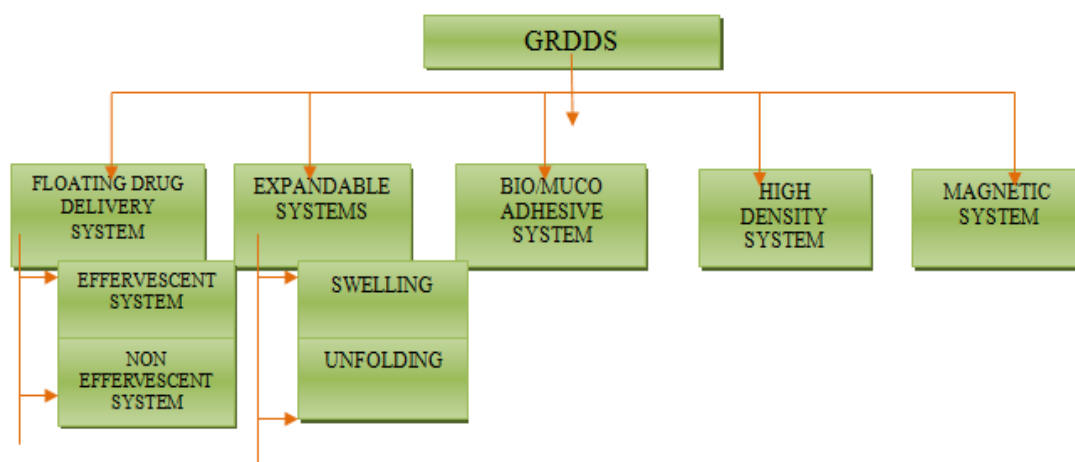 GRDDS
FLOATING DRUG
DELIVERY
SYSTEM
EXPANDABLE
SYSTEMS
BIO/MUCO
ADHESIVE
SYSTEM
HIGH
DENSITY
SYSTEM
MAGNETIC
SYSTEM
EFFERVESCENT
SYSTEM
NON
EFFERVESCENT
SYSTEM
SWELLING
UNFOLDING